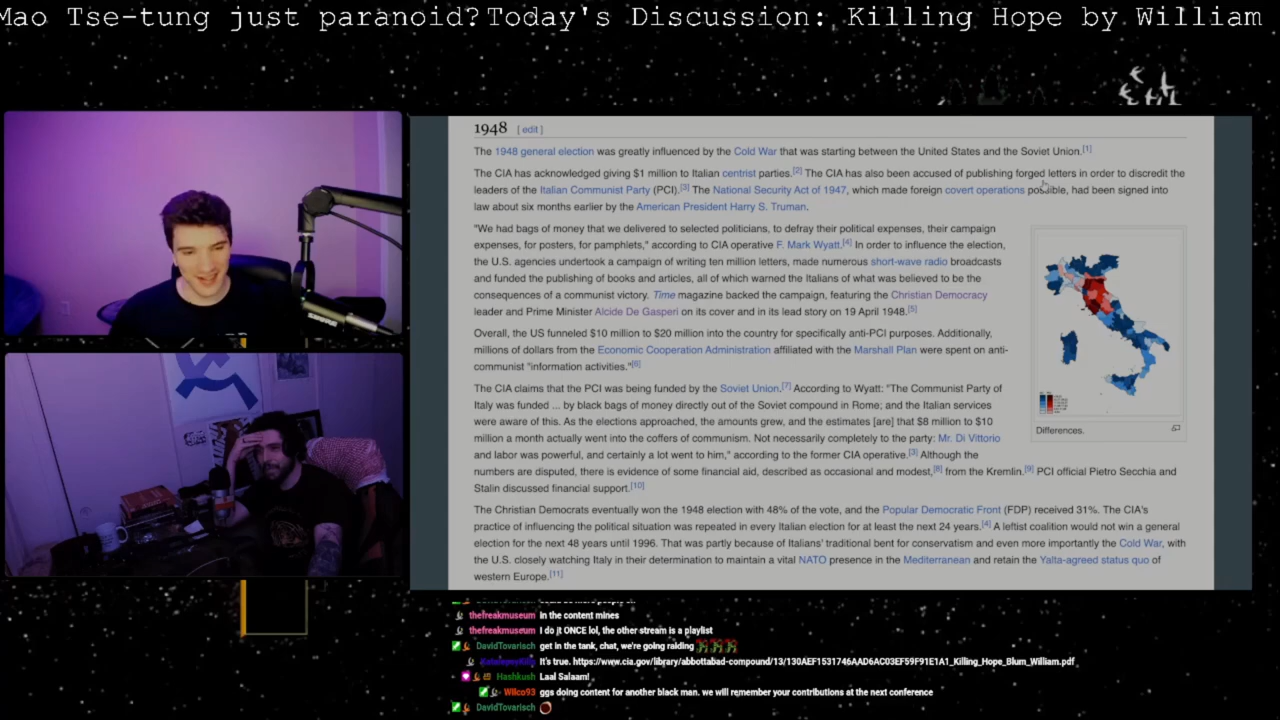 Mao Tse-tung just paranoid? Today's Discussion: Killing Hope by William
1948 [ edit ]
The 1948 general election was greatly influenced by the Cold War that was starting between the United States and the Soviet Union.[1]
The CIA has acknowledged giving $1 million to Italian centrist parties.[2] The CIA has also been accused of publishing forged letters in order to discredit the
leaders of the Italian Communist Party (PCI).[3] The National Security Act of 1947, which made foreign covert operations possible, had been signed into
law about six months earlier by the American President Harry S. Truman.
"We had bags of money that we delivered to selected politicians, to defray their political expenses, their campaign
expenses, for posters, for pamphlets," according to CIA operative F. Mark Wyatt.[4] In order to influence the election,
the U.S. agencies undertook a campaign of writing ten million letters, made numerous short-wave radio broadcasts
and funded the publishing of books and articles, all of which warned the Italians of what was believed to be the
consequences of a communist victory. Time magazine backed the campaign, featuring the Christian Democracy
leader and Prime Minister Alcide De Gasperi on its cover and in its lead story on 19 April 1948.[5]
Overall, the US funneled $10 million to $20 million into the country for specifically anti-PCI purposes. Additionally,
millions of dollars from the Economic Cooperation Administration affiliated with the Marshall Plan were spent on anti-
communist "information activities."[6]
The CIA claims that the PCI was being funded by the Soviet Union.[7] According to Wyatt: "The Communist Party of
Italy was funded ... by black bags of money directly out of the Soviet compound in Rome; and the Italian services
were aware of this. As the elections approached, the amounts grew, and the estimates [are] that $8 million to $10
million a month actually went into the coffers of communism. Not necessarily completely to the party: Mr. Di Vittorio
and labor was powerful, and certainly a lot went to him," according to the former CIA operative.[3] Although the
numbers are disputed, there is evidence of some financial aid, described as occasional and modest,[8] from the Kremlin.[9] PCI official Pietro Secchia and
Stalin discussed financial support.[10]
Differences.
The Christian Democrats eventually won the 1948 election with 48% of the vote, and the Popular Democratic Front (FDP) received 31%. The CIA's
practice of influencing the political situation was repeated in every Italian election for at least the next 24 years.[4] A leftist coalition would not win a general
election for the next 48 years until 1996. That was partly because of Italians' traditional bent for conservatism and even more importantly the Cold War, with
the U.S. closely watching Italy in their determination to maintain a vital NATO presence in the Mediterranean and retain the Yalta-agreed status quo of
western Europe.[11]
thefreakmuseum In the content mines
thefreakmuseum I do it ONCE lol, the other stream is a playlist
DavidTovarisch get in the tank, chat, we're going raiding
It's true. https://www.cia.gov/library/abbottabad-compound/13/130AEF1531746AAD6AC03EF59F91E1A1_Killing_Hope_Blum_William.pdf
Hashkush Laal Salaam!
Wilco93 ggs doing content for another black man. we will remember your contributions at the next conference
DavidTovarisch